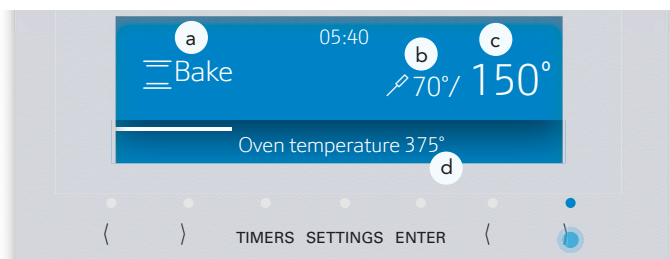 a
05:40
b
c
Bake
70°/ 150°
Oven temperature 375°
d
TIMERS SETTINGS ENTER